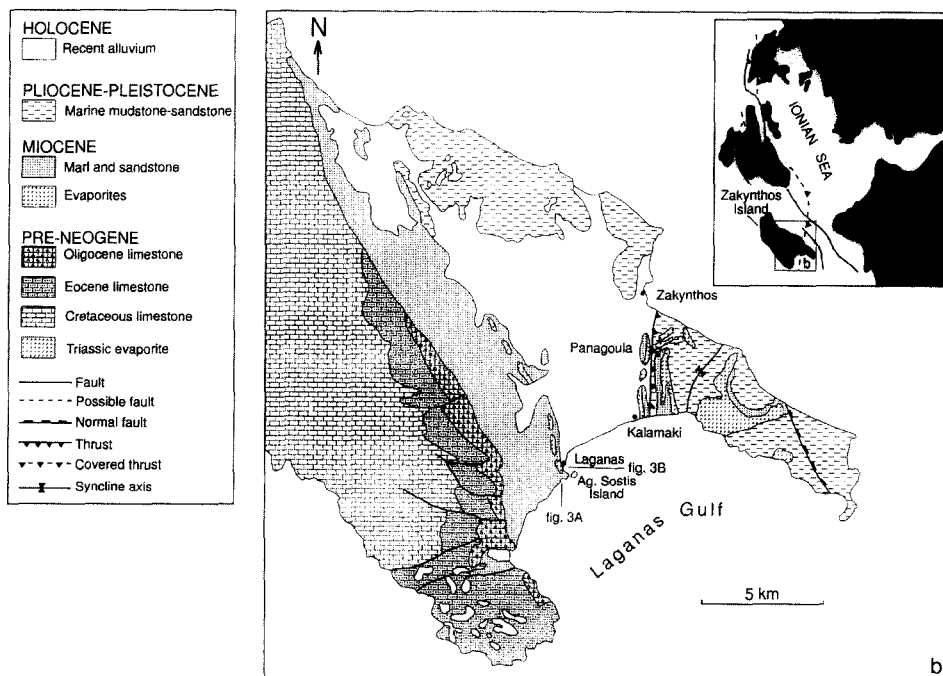 HOLOCENE
Recent alluvium
PLIOCENE-PLEISTOCENE
Marine mudstone-sandstone
MIOCENE
Marl and sandstone
Evaporites
PRE-NEOGENE
Oligocene limestone
Eocene limestone
Cretaceous limestone
Triassic evaporite
Fault
Possible fault
Normal fault
Thrust
Covered thrust
Syncline axis
N
IONIAN SEA
Zakynthos
Island
b
Zakynthos
Panagoula
Kalamaki
Laganas
fig. 3B
Ag. Sostis
Island
fig. 3A
Laganas Gulf
5 km
b